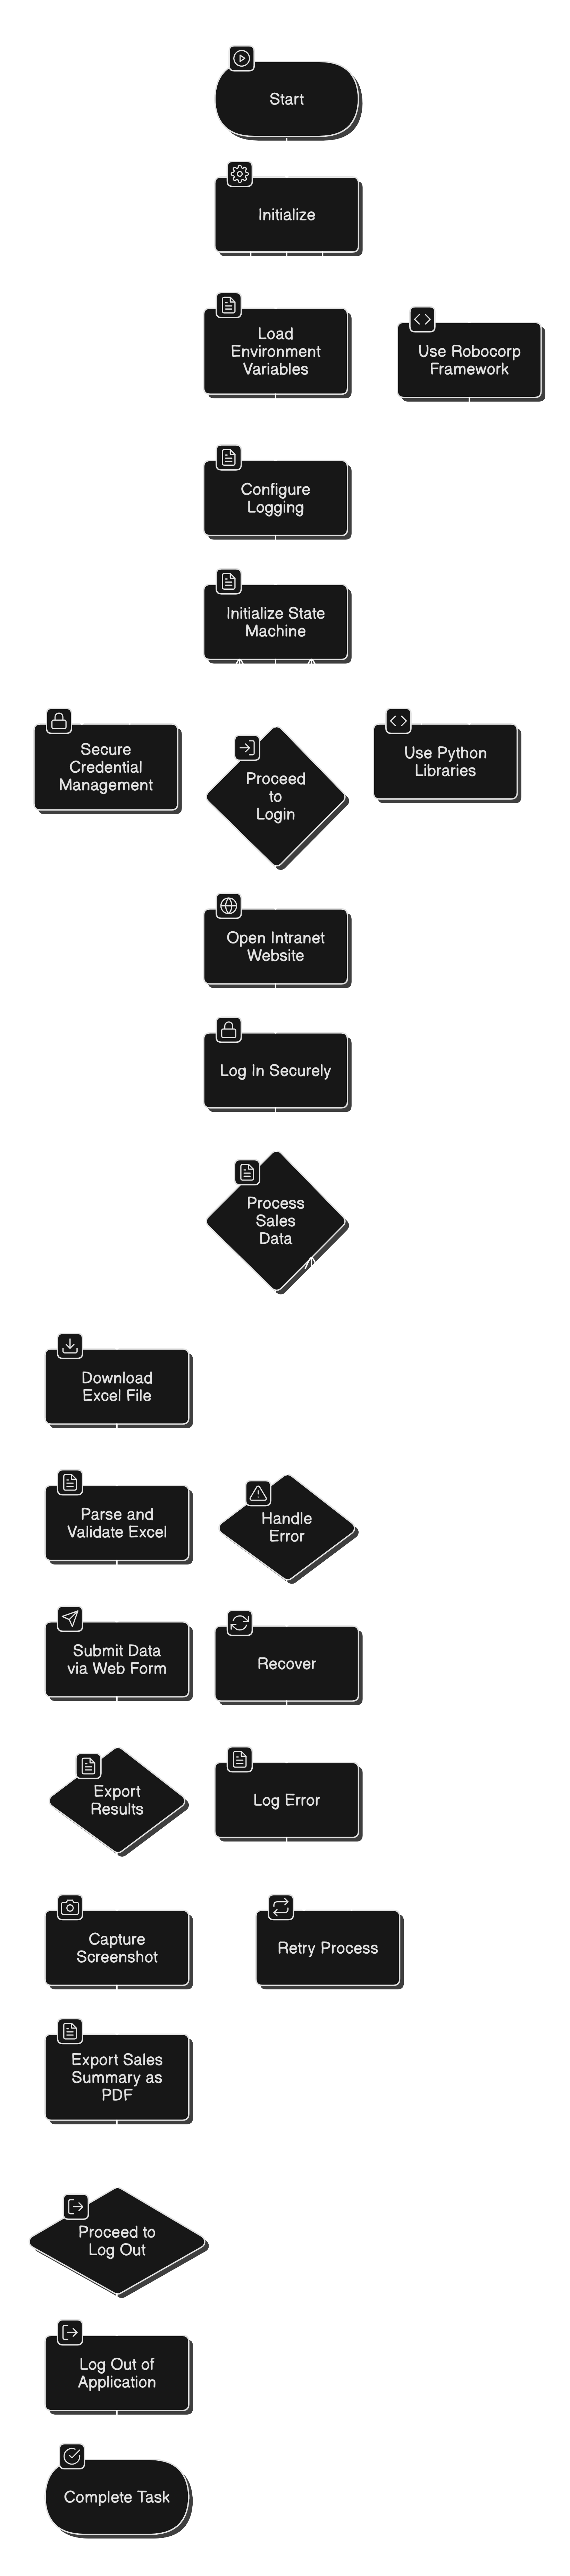 Start
Initialize
Load
Environment
Variables
Use Robocorp
Framework
Configure
Logging
Initialize State
Machine
Secure
Credential
Management
Proceed
to
Login
Use Python
Libraries
Open Intranet
Website
Log In Securely
Process
Sales
Data
Download
Excel File
Parse and
Validate Excel
Handle
Error
Submit Data
via Web Form
Recover
Export
Results
Log Error
Capture
Screenshot
Retry Process
Export Sales
Summary as
PDF
Proceed to
Log Out
Log Out of
Application
Complete Task